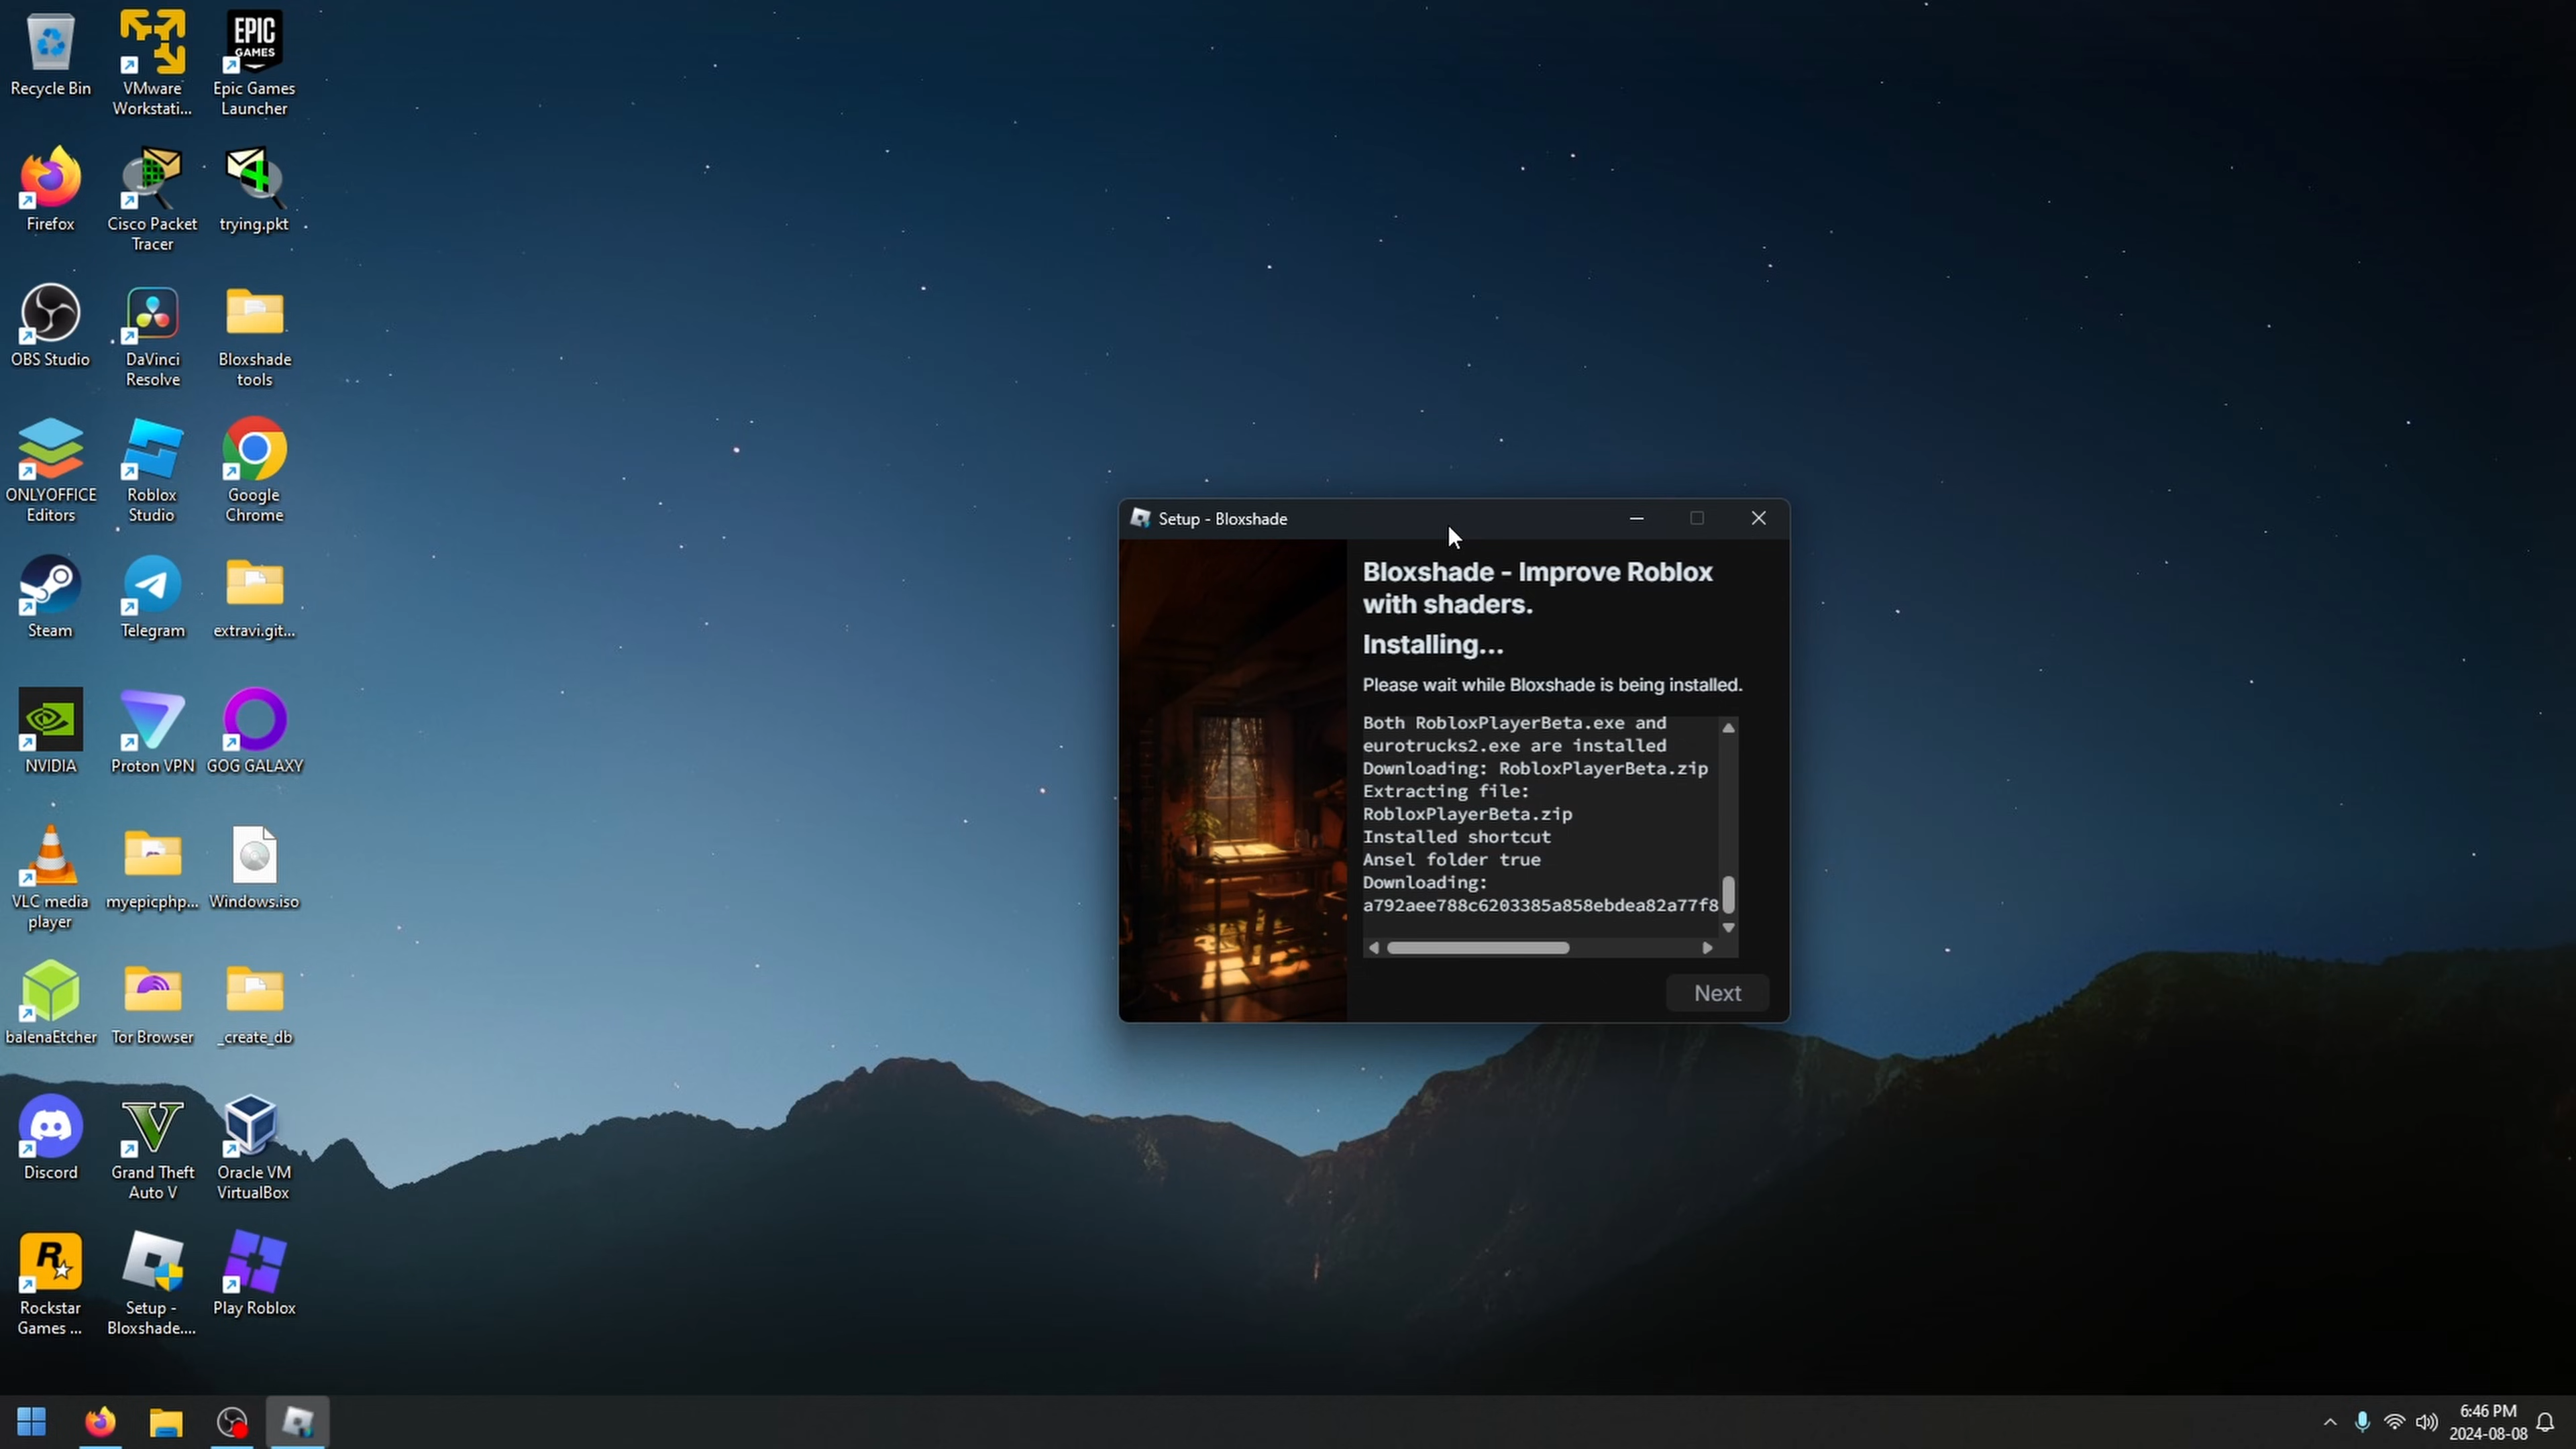 Recycle Bin
VMware
Workstati...
EPIC
GAMES
Epic Games
Launcher
Firefox
Cisco Packet
Tracer
trying.pkt
OBS Studio
DaVinci
Resolve
Bloxshade
tools
ONLYOFFICE
Editors
Roblox
Studio
Google
Chrome
Steam
Telegram
extravi.git...
NVIDIA
Proton VPN
GOG GALAXY
VLC media
player
myepicphp...
Windows.iso
balenaEtcher
Tor Browser
_create_db
Discord
Grand Theft
Auto V
Oracle VM
VirtualBox
R
Rockstar
Games ...
Setup -
Bloxshade....
Play Roblox
Setup - Bloxshade
Bloxshade - Improve Roblox
with shaders.
Installing...
Please wait while Bloxshade is being installed.
Both RobloxPlayerBeta.exe and
eurotrucks2.exe are installed
Downloading: RobloxPlayerBeta.zip
Extracting file:
RobloxPlayerBeta.zip
Installed shortcut
Ansel folder true
Downloading:
a792aee788c6203385a858ebdea82a77f8
Next
6:46 PM
2024-08-08